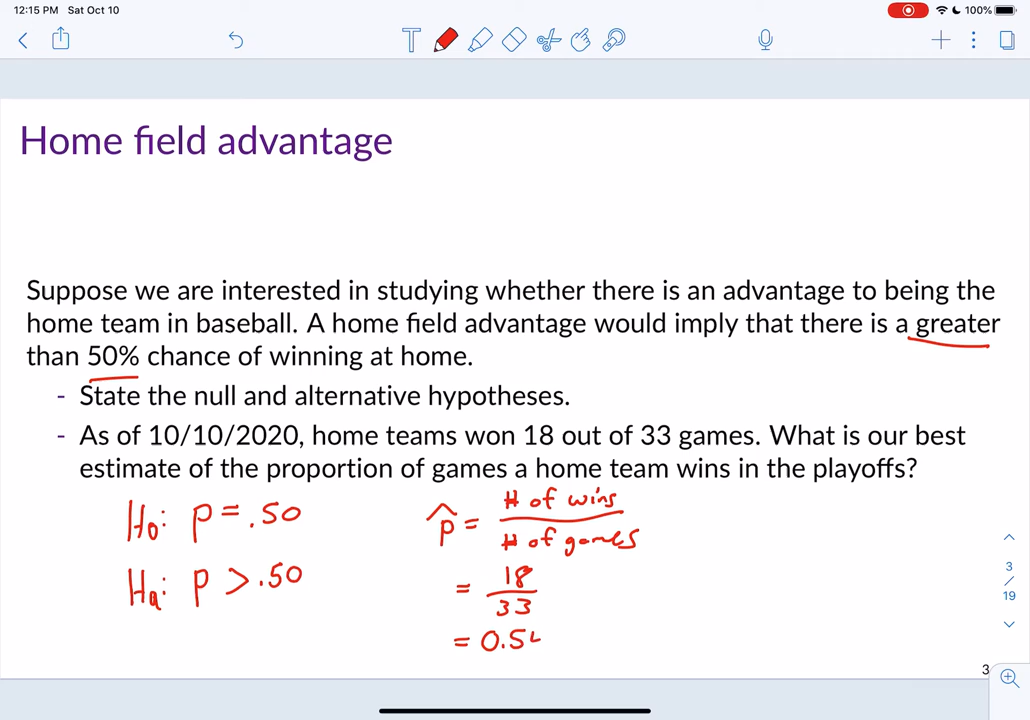 12:15 PM Sat Oct 10
100%
Home field advantage
Suppose we are interested in studying whether there is an advantage to being the
home team in baseball. A home field advantage would imply that there is a greater
than 50% chance of winning at home.
- State the null and alternative hypotheses.
- As of 10/10/2020, home teams won 18 out of 33 games. What is our best
estimate of the proportion of games a home team wins in the playoffs?
H₀: p = .50
Hₐ: p > .50
p̂ = # of wins
# of games
= 18
33
= 0.54
3
/
19
3